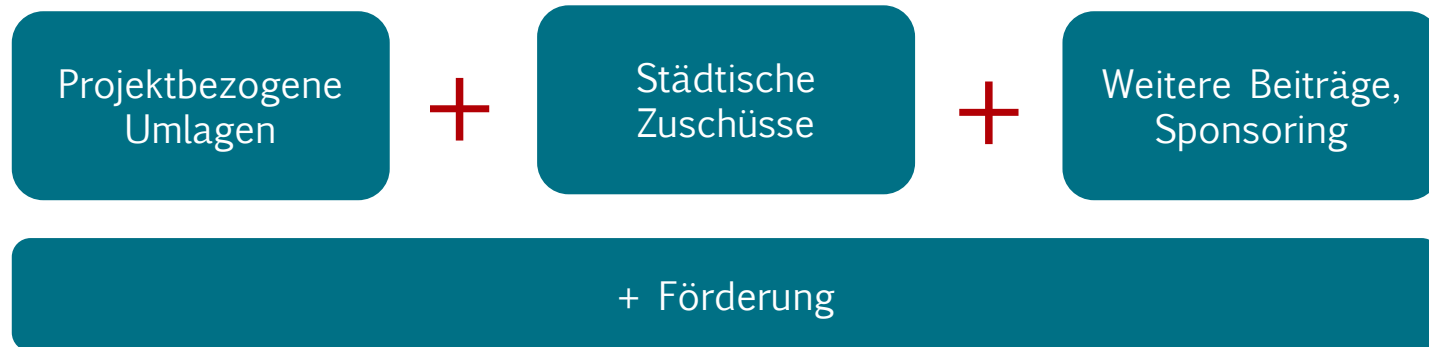 Projektbezogene
Umlagen
+
Städtische
Zuschüsse
+
Weitere Beiträge,
Sponsoring
+ Förderung